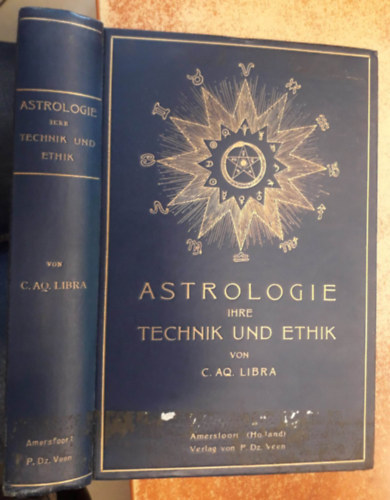 ASTROLOGIE
IHRE
TECHNIK UND
ETHIK
VON
C. AQ. LIBRA
Amersfoort
P. Dz. Veen
ASTROLOGIE
IHRE
TECHNIK UND ETHIK
VON
C. AQ. LIBRA
Amersfoort (Holland)
Verlag von P. Dz. Veen